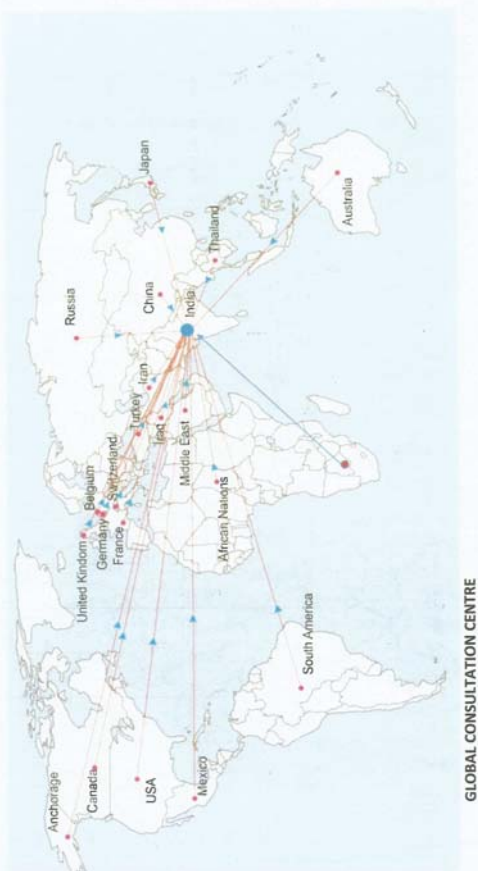 Anchorage
Canada
USA
Mexico
South America
United Kindom
Belgium
Germany
Switzerland
France
Turkey
Iran
Iraq
Middle East
African Nations
Russia
China
Japan
India
Thailand
Australia
GLOBAL CONSULTATION CENTRE